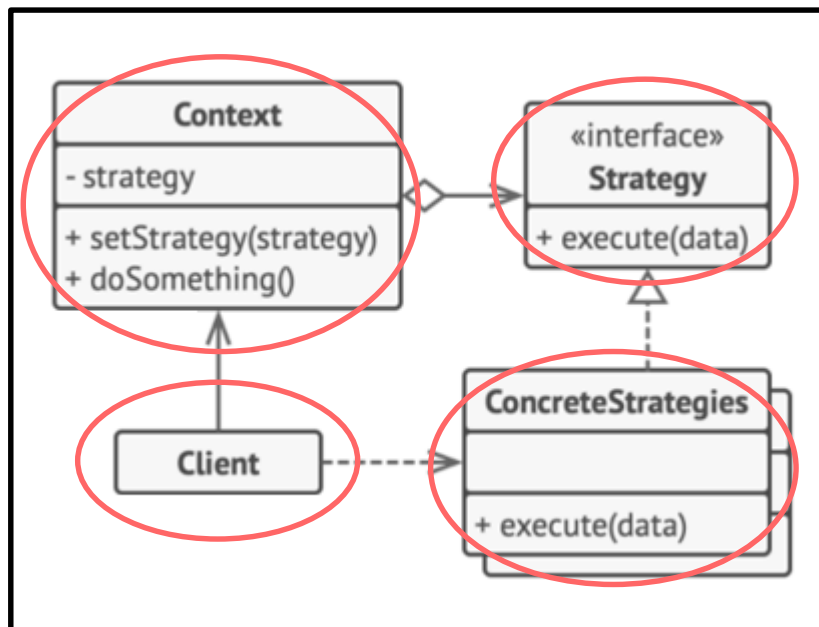 Context
- strategy
+ setStrategy(strategy)
+ doSomething()
«interface»
Strategy
+ execute(data)
Client
ConcreteStrategies
+ execute(data)